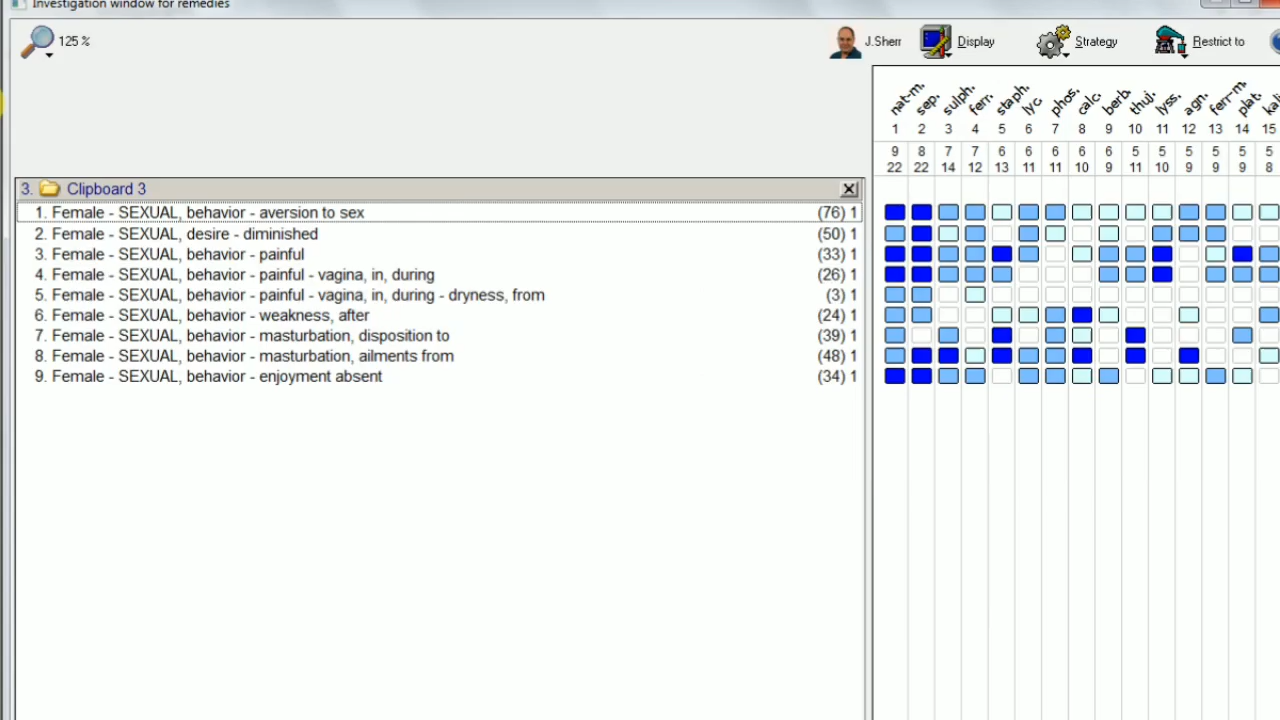 Investigation window for remedies
125 %
J.Sherr Display Strategy Restrict to
nat-m. sep. sulph. ferr. staph. lyc. phos. calc. berb. thuj. lyss. agn. ferr-m. plat.
1 2 3 4 5 6 7 8 9 10 11 12 13 14 15
9 8 7 7 6 6 6 6 6 5 5 5 5 5 5
22 22 14 12 13 11 11 10 9 11 10 9 9 9 8
3. Clipboard 3
1. Female - SEXUAL, behavior - aversion to sex (76) 1
2. Female - SEXUAL, desire - diminished (50) 1
3. Female - SEXUAL, behavior - painful (33) 1
4. Female - SEXUAL, behavior - painful - vagina, in, during (26) 1
5. Female - SEXUAL, behavior - painful - vagina, in, during - dryness, from (3) 1
6. Female - SEXUAL, behavior - weakness, after (24) 1
7. Female - SEXUAL, behavior - masturbation, disposition to (39) 1
8. Female - SEXUAL, behavior - masturbation, ailments from (48) 1
9. Female - SEXUAL, behavior - enjoyment absent (34) 1